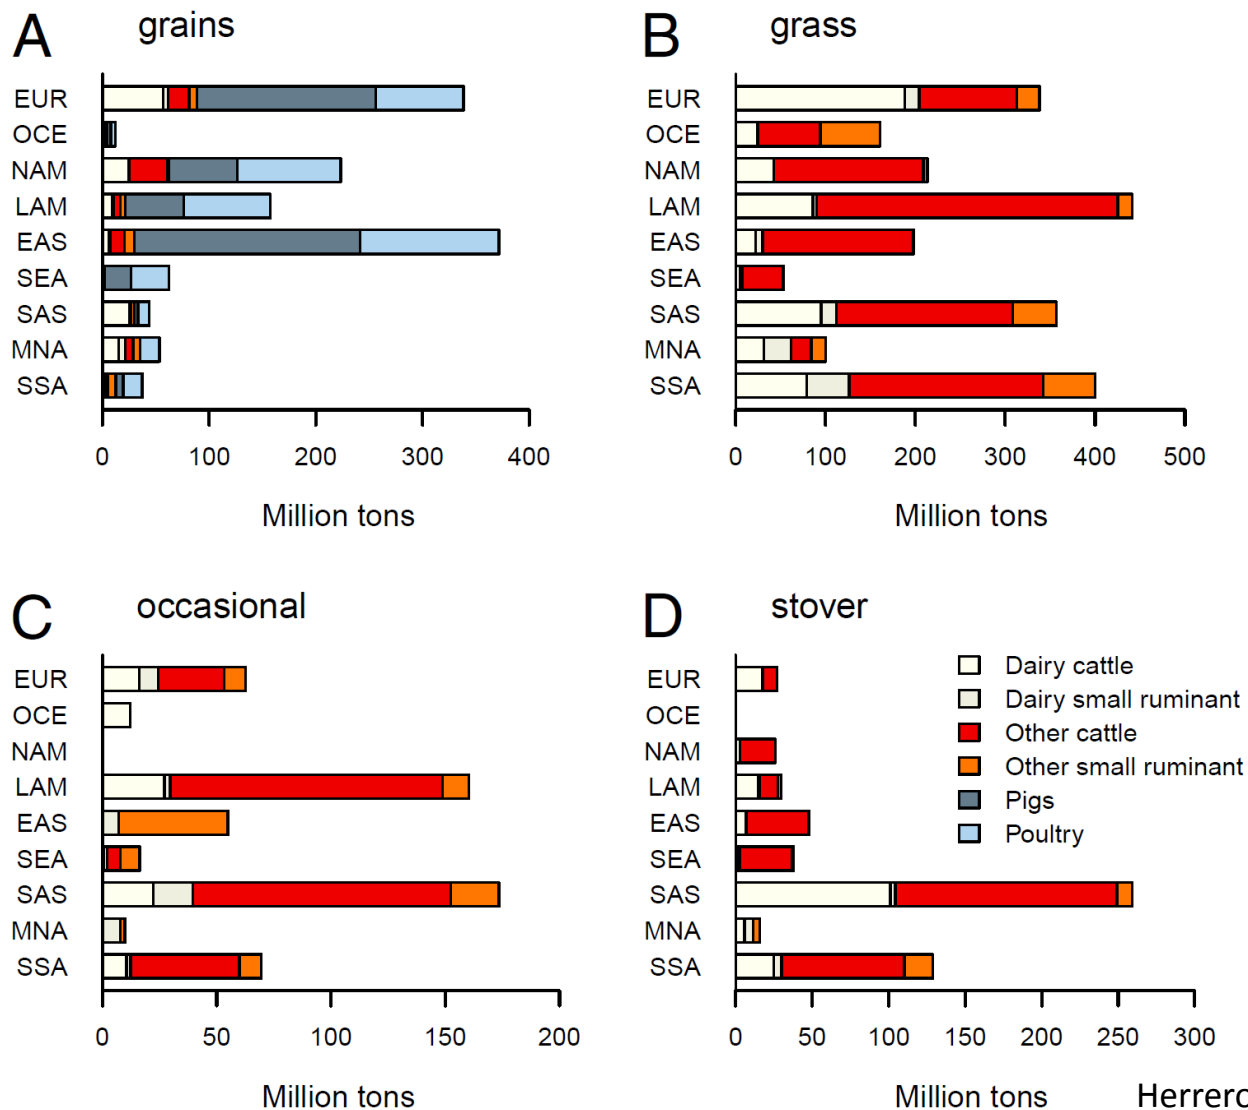 A grains
EUR
OCE
NAM
LAM
EAS
SEA
SAS
MNA
SSA
0 100 200 300 400
Million tons
B grass
EUR
OCE
NAM
LAM
EAS
SEA
SAS
MNA
SSA
0 100 200 300 400 500
Million tons
C occasional
EUR
OCE
NAM
LAM
EAS
SEA
SAS
MNA
SSA
0 50 100 150 200
Million tons
D stover
EUR
OCE
NAM
LAM
EAS
SEA
SAS
MNA
SSA
Dairy cattle
Dairy small ruminant
Other cattle
Other small ruminant
Pigs
Poultry
0 50 100 150 200 250 300
Million tons
Herrero